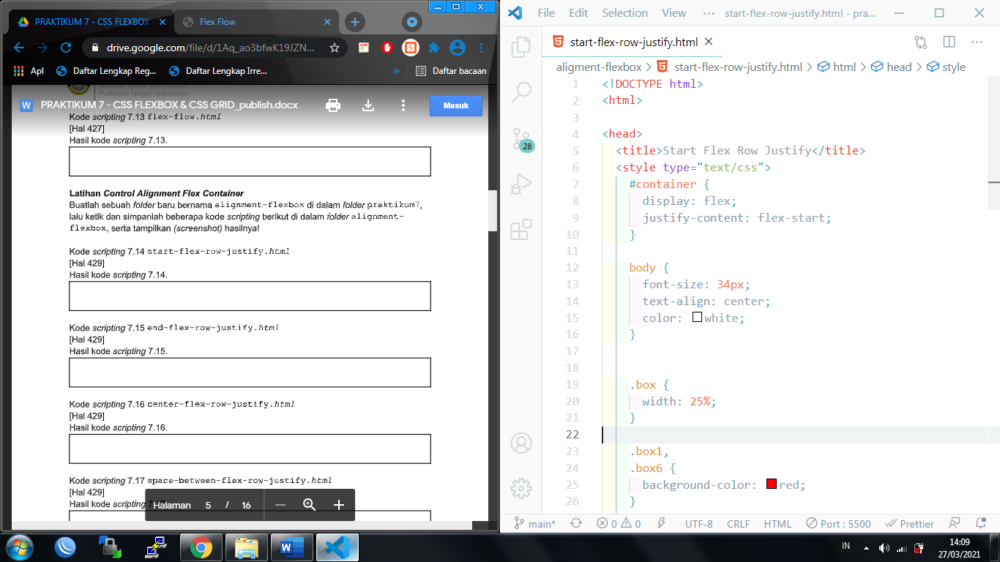 PRAKTIKUM 7 - CSS FLEXBOX
Flex Flow
drive.google.com/file/d/1Aq_ao3bfwK19JZN...
Apl
Daftar Lengkap Reg...
Daftar Lengkap Irre...
»
Daftar bacaan
Politeknik Negeri Indramayu
W PRAKTIKUM 7 - CSS FLEXBOX & CSS GRID_publish.docx
Masuk
Kode scripting 7.13 flex-flow.html
[Hal 427]
Hasil kode scripting 7.13.
Latihan Control Alignment Flex Container
Buatlah sebuah folder baru bernama alignment-flexbox di dalam folder praktikum7,
lalu ketik dan simpanlah beberapa kode scripting berikut di dalam folder alignment-
flexbox, serta tampilkan (screenshot) hasilnya!
Kode scripting 7.14 start-flex-row-justify.html
[Hal 429]
Hasil kode scripting 7.14.
Kode scripting 7.15 end-flex-row-justify.html
[Hal 429]
Hasil kode scripting 7.15.
Kode scripting 7.16 center-flex-row-justify.html
[Hal 429]
Hasil kode scripting 7.16.
Kode scripting 7.17 space-between-flex-row-justify.html
[Hal 429]
Hasil kode scripting
Halaman 5 / 16
File Edit Selection View ··· start-flex-row-justify.html - pra...
start-flex-row-justify.html
aligment-flexbox > start-flex-row-justify.html > html > head > style
28
1 <!DOCTYPE html>
2 <html>
3
4 <head>
5 <title>Start Flex Row Justify</title>
6 <style type="text/css">
7 #container {
8 display: flex;
9 justify-content: flex-start;
10 }
11
12 body {
13 font-size: 34px;
14 text-align: center;
15 color: white;
16 }
17
18
19 .box {
20 width: 25%;
21 }
22
23 .box1,
24 .box6 {
25 background-color: red;
26 }
main* 0 0 UTF-8 CRLF HTML Port : 5500 Prettier
IN
14:09
27/03/2021